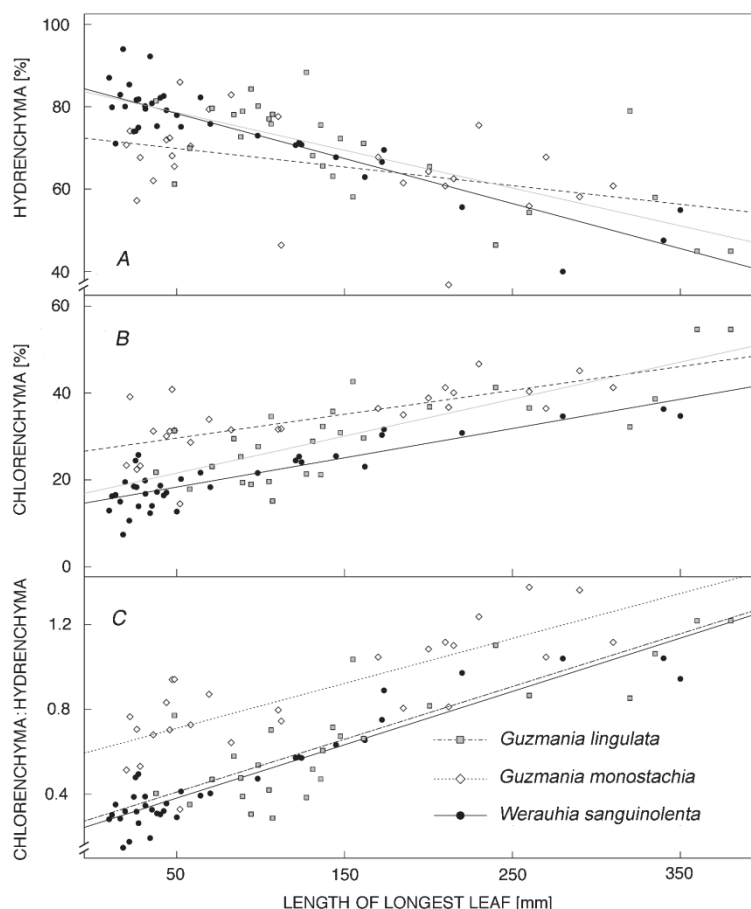 100
80
60
40
HYDRENCHYMA [%]
A
60
40
20
0
CHLORENCHYMA [%]
B
1.2
0.8
0.4
CHLORENCHYMA:HYDRENCHYMA
C
Guzmania lingulata
Guzmania monostachia
Werauhia sanguinolenta
50 150 250 350
LENGTH OF LONGEST LEAF [mm]